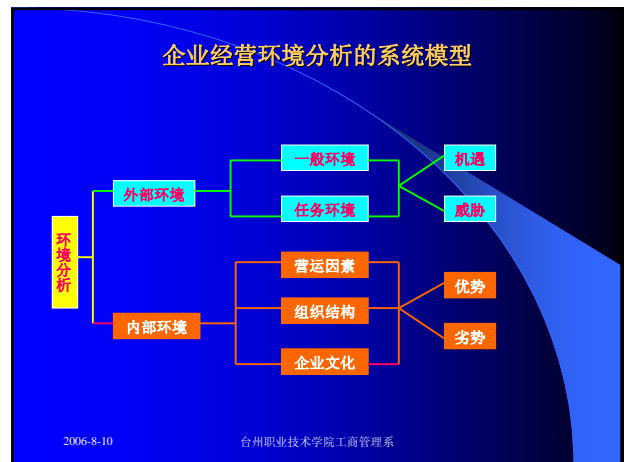 企业经营环境分析的系统模型
一般环境
机遇
外部环境
任务环境
威胁
环境分析
营运因素
优势
组织结构
内部环境
劣势
企业文化
2006-8-10
台州职业技术学院工商管理系